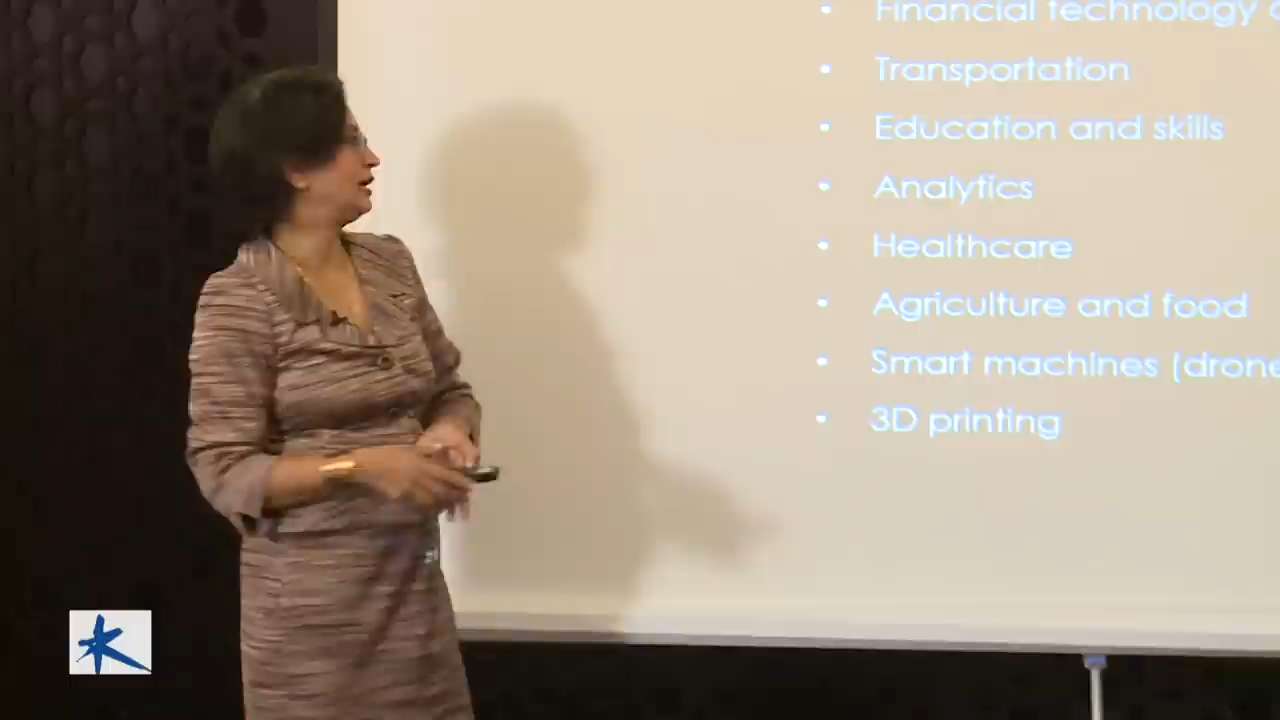 • Financial technology
• Transportation
• Education and skills
• Analytics
• Healthcare
• Agriculture and food
• Smart machines (drone
• 3D printing